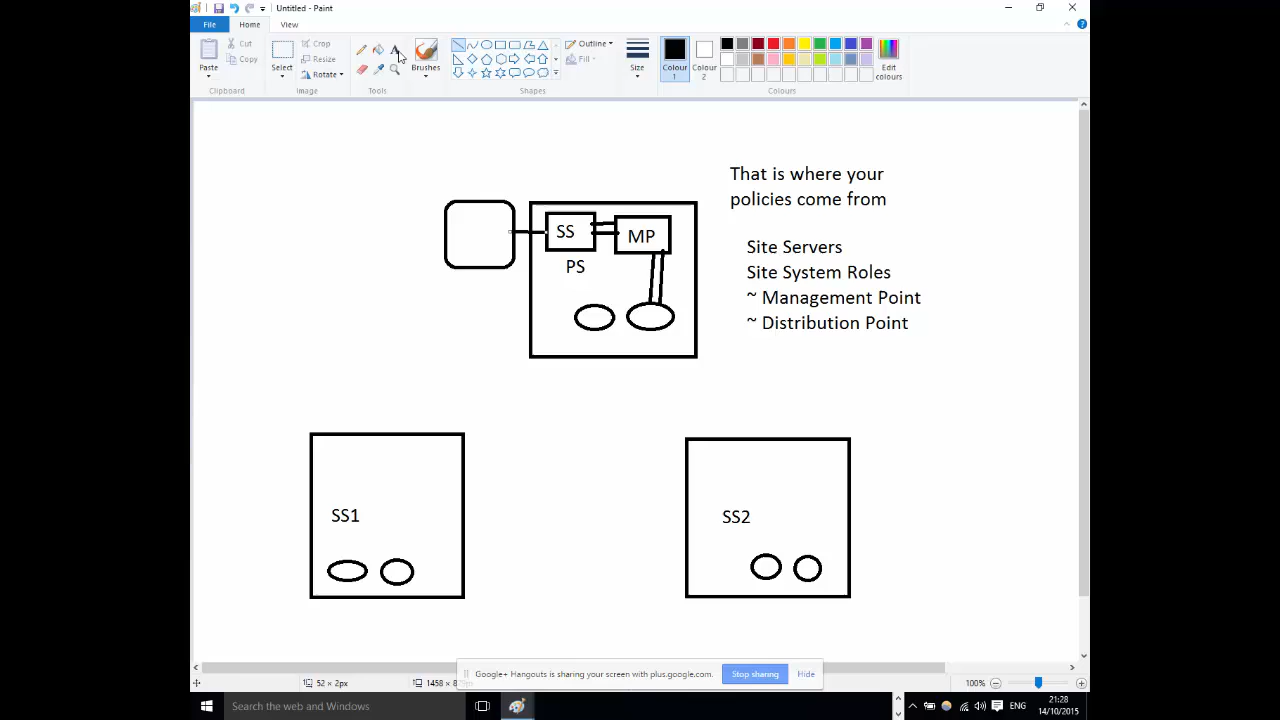 Untitled - Paint
File
Home
View
Paste
Cut
Copy
Clipboard
Select
Crop
Resize
Rotate
Image
A
Tools
Brushes
Outline
Fill
Shapes
Size
Colour
1
Colour
2
Edit
colours
Colours
That is where your
policies come from
SS
MP
PS
Site Servers
Site System Roles
~ Management Point
~ Distribution Point
SS1
SS2
Google+ Hangouts is sharing your screen with plus.google.com.
Stop sharing
Hide
52 × 2px
100%
Search the web and Windows
ENG
21:28
14/10/2015